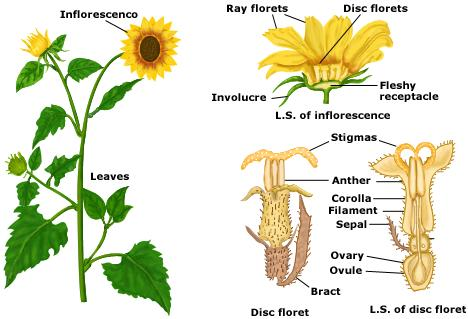 Inflorescenco
Leaves
Ray florets
Disc florets
Involucre
Fleshy
receptacle
L.S. of inflorescence
Stigmas
Anther
Corolla
Filament
Sepal
Ovary
Ovule
Bract
Disc floret
L.S. of disc floret